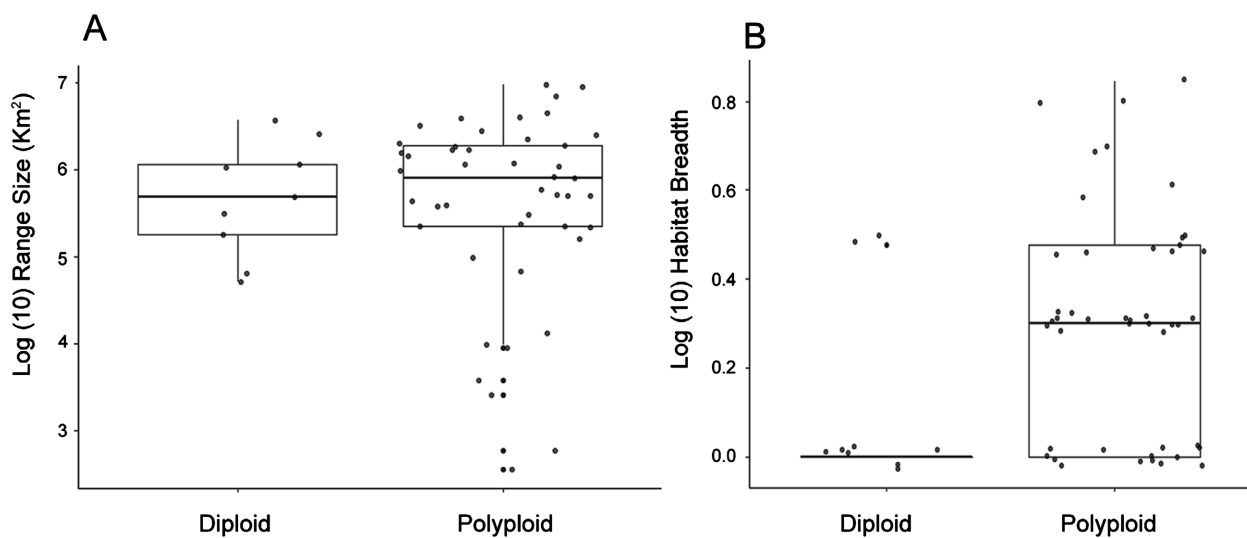 A
Log (10) Range Size (Km²)
7
6
5
4
3
Diploid
Polyploid
B
Log (10) Habitat Breadth
0.8
0.6
0.4
0.2
0.0
Diploid
Polyploid